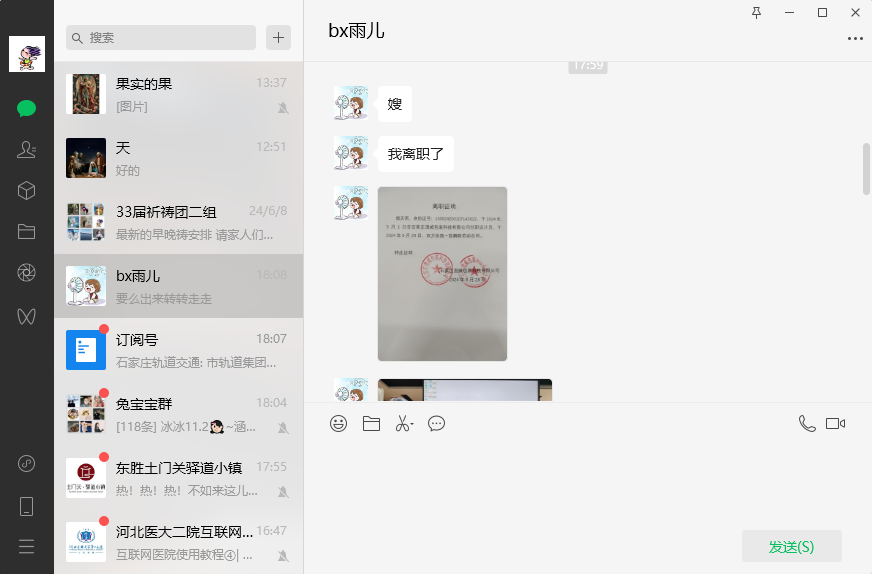 搜索
果实的果 13:37
[图片]
天 12:51
好的
33届祈祷团二组 24/6/8
最新的早晚祷安排 请家人们...
bx雨儿 18:08
要么出来转转走走
订阅号 18:07
石家庄轨道交通: 市轨道集团...
兔宝宝群 18:04
[118条] 冰冰11.2👧🏻~涵...
东胜土门关驿道小镇 17:55
热！热！热！不如来这儿...
河北医大二院互联网... 16:47
互联网医院使用教程④| ...
bx雨儿
17:59
嫂
我离职了
离职证明
特此证明
发送(S)